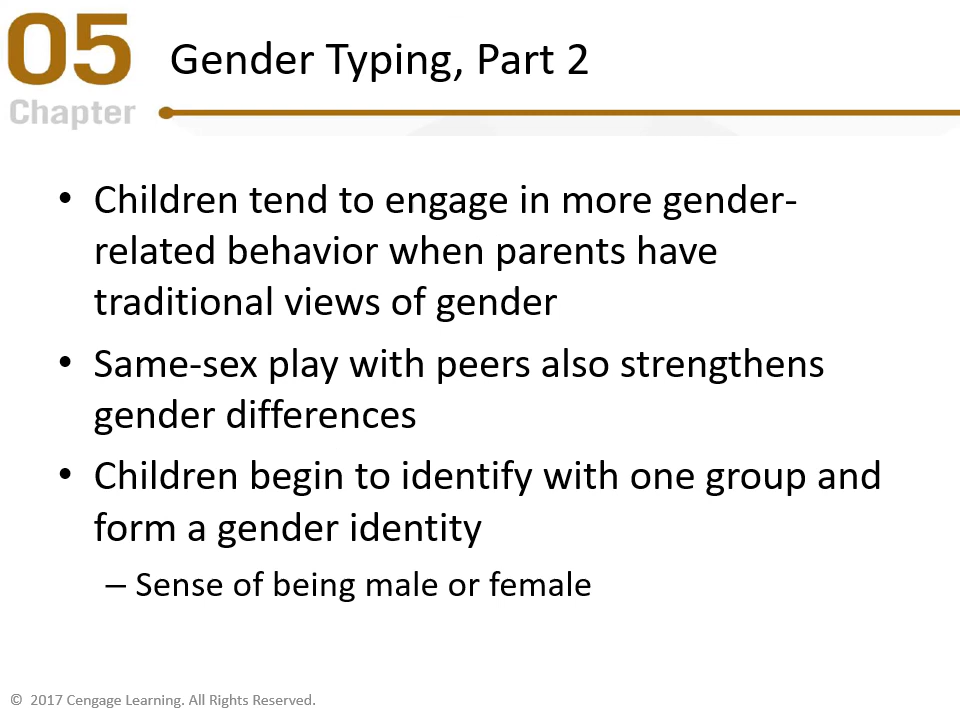 05
Chapter
Gender Typing, Part 2
• Children tend to engage in more gender-
related behavior when parents have
traditional views of gender
• Same-sex play with peers also strengthens
gender differences
• Children begin to identify with one group and
form a gender identity
– Sense of being male or female
© 2017 Cengage Learning. All Rights Reserved.